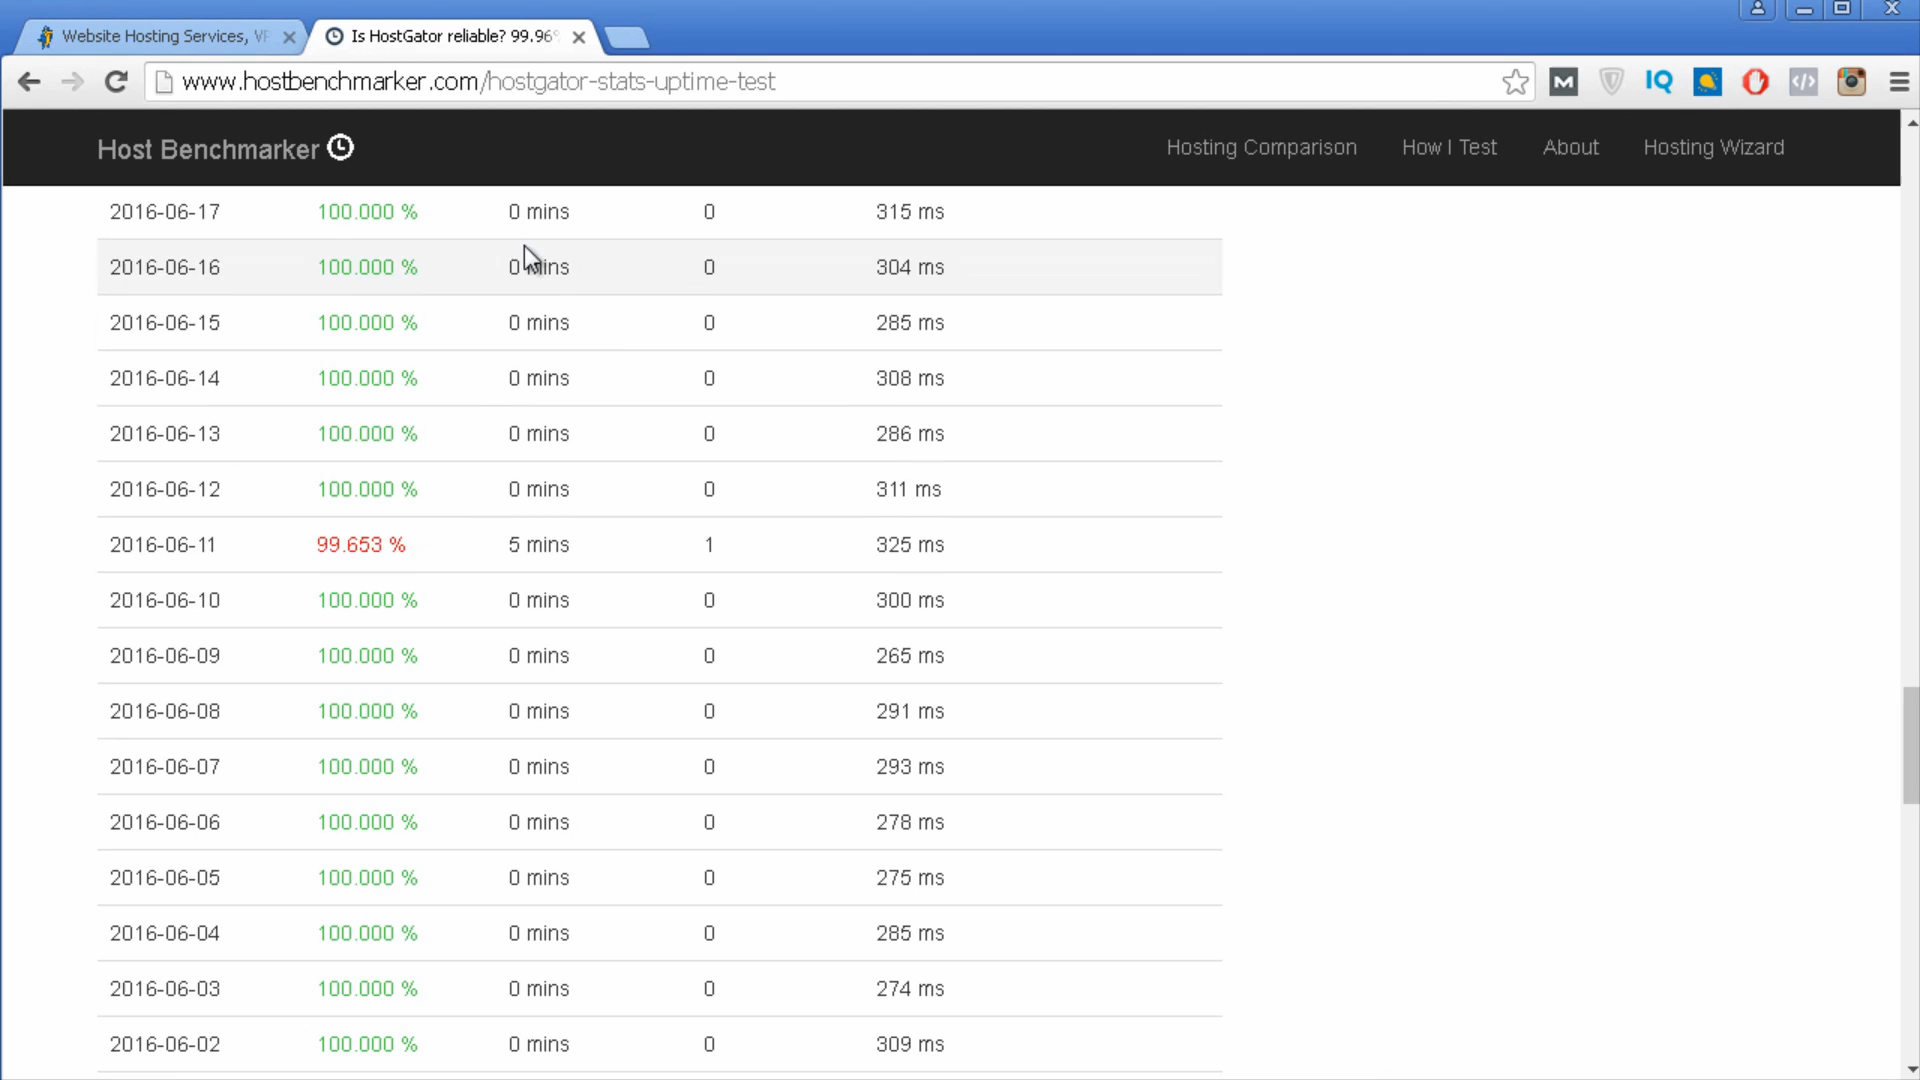 Website Hosting Services, VP
Is HostGator reliable? 99.96%
www.hostbenchmarker.com/hostgator-stats-uptime-test
M
IQ
</>
Host Benchmarker
Hosting Comparison
How I Test
About
Hosting Wizard
2016-06-17 100.000 % 0 mins 0 315 ms
2016-06-16 100.000 % 0 mins 0 304 ms
2016-06-15 100.000 % 0 mins 0 285 ms
2016-06-14 100.000 % 0 mins 0 308 ms
2016-06-13 100.000 % 0 mins 0 286 ms
2016-06-12 100.000 % 0 mins 0 311 ms
2016-06-11 99.653 % 5 mins 1 325 ms
2016-06-10 100.000 % 0 mins 0 300 ms
2016-06-09 100.000 % 0 mins 0 265 ms
2016-06-08 100.000 % 0 mins 0 291 ms
2016-06-07 100.000 % 0 mins 0 293 ms
2016-06-06 100.000 % 0 mins 0 278 ms
2016-06-05 100.000 % 0 mins 0 275 ms
2016-06-04 100.000 % 0 mins 0 285 ms
2016-06-03 100.000 % 0 mins 0 274 ms
2016-06-02 100.000 % 0 mins 0 309 ms